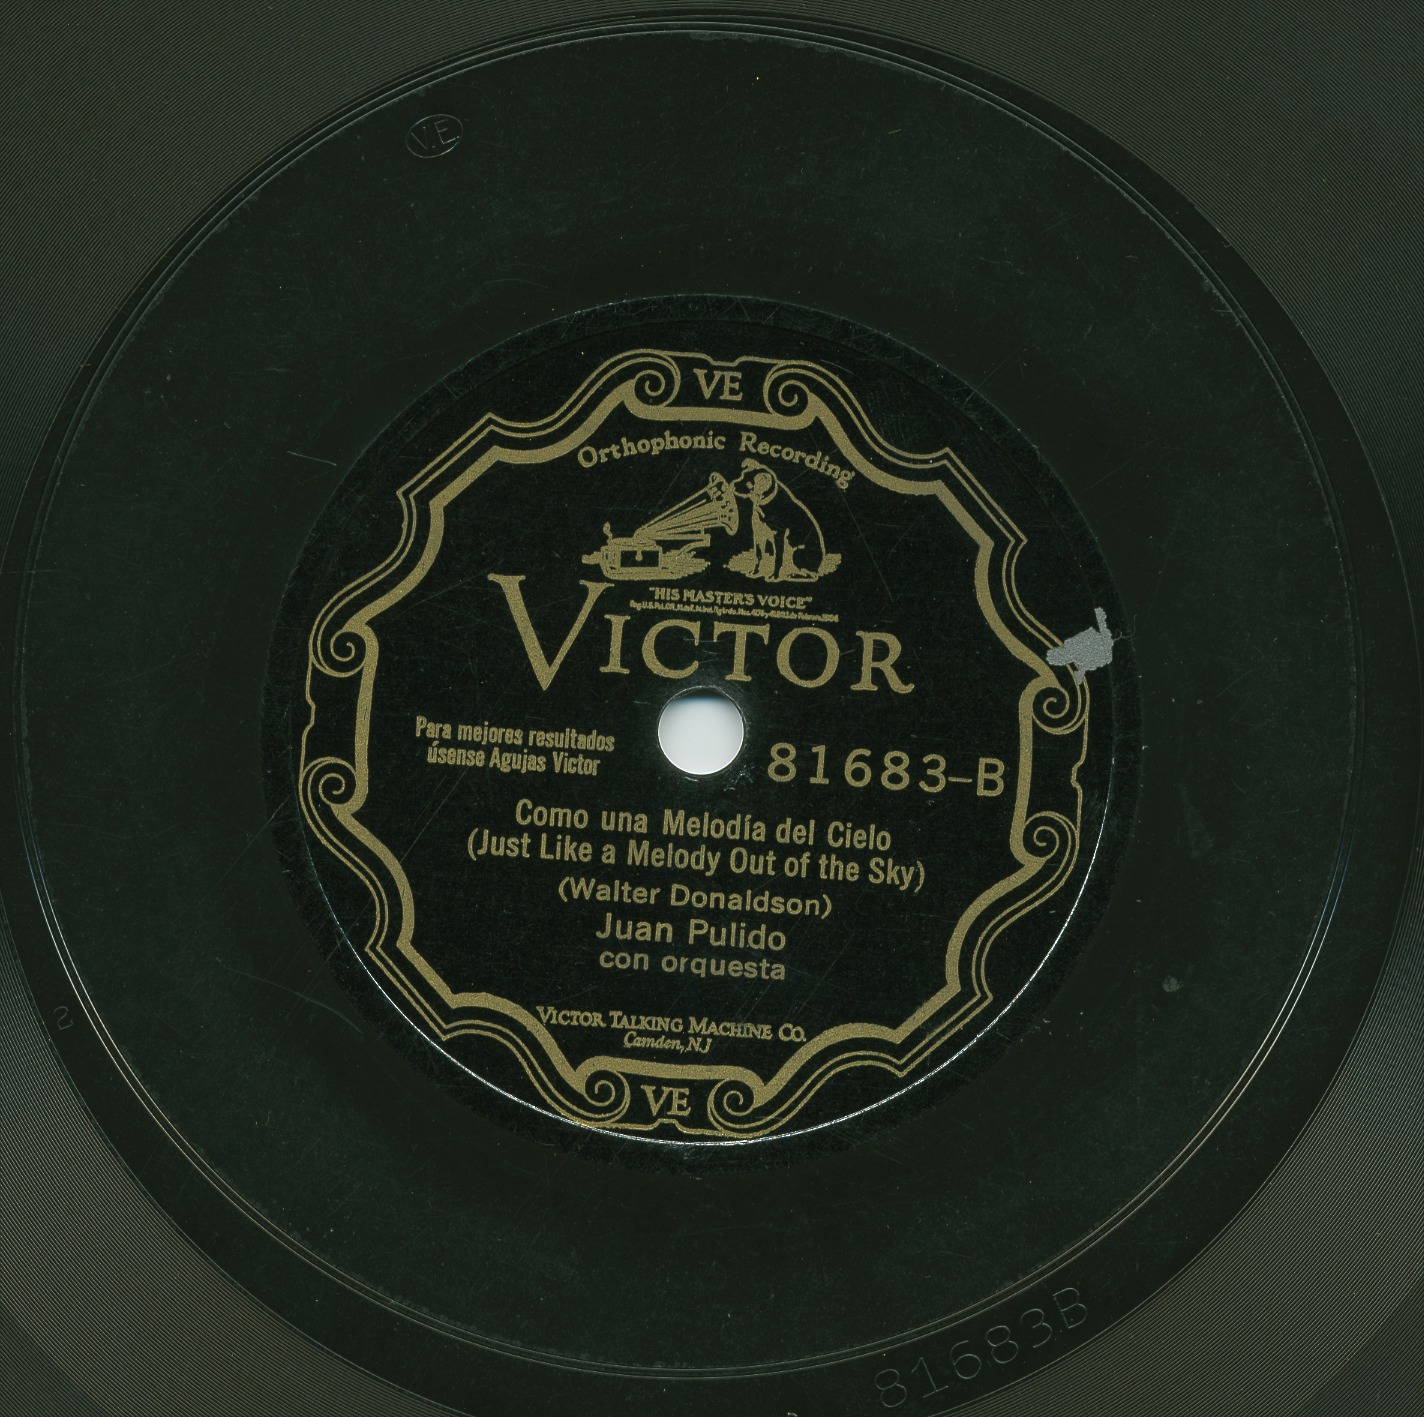 V.E.
VE
Orthophonic Recording
"HIS MASTER'S VOICE"
VICTOR
Para mejores resultados
úsense Agujas Victor
81683-B
Como una Melodía del Cielo
(Just Like a Melody Out of the Sky)
(Walter Donaldson)
Juan Pulido
con orquesta
VICTOR TALKING MACHINE CO.
Camden, N.J
VE
2
81683B